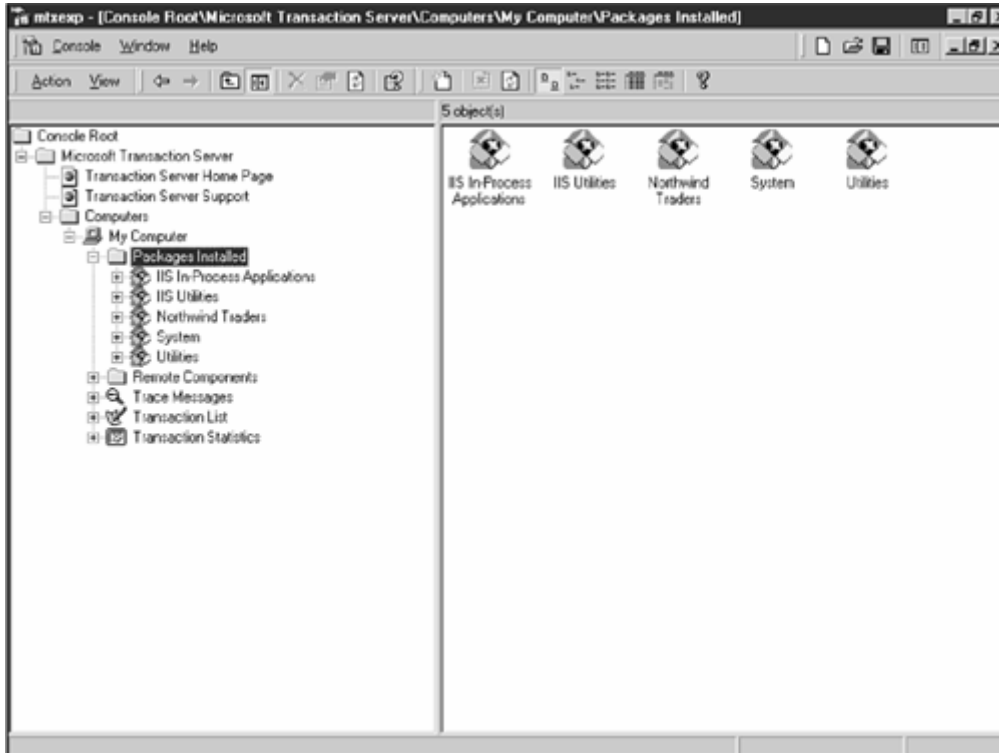 mtxexp - [Console Root\Microsoft Transaction Server\Computers\My Computer\Packages Installed]
Console Window Help
Action View
5 object(s)
Console Root
Microsoft Transaction Server
Transaction Server Home Page
Transaction Server Support
Computers
My Computer
Packages Installed
IIS In-Process Applications
IIS Utilities
Northwind Traders
System
Utilities
Remote Components
Trace Messages
Transaction List
Transaction Statistics
IIS In-Process
Applications
IIS Utilities
Northwind
Traders
System
Utilities